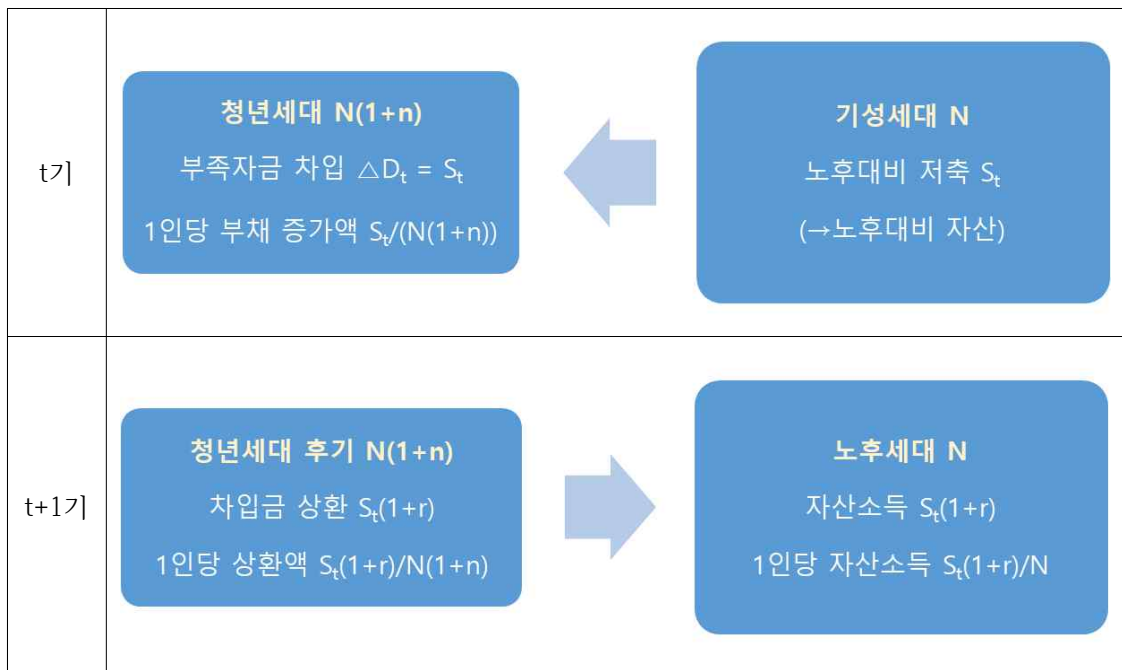 t기
청년세대 N(1+n)
부족자금 차입 △Dₜ = Sₜ
1인당 부채 증가액 Sₜ/(N(1+n))
기성세대 N
노후대비 저축 Sₜ
(→노후대비 자산)
t+1기
청년세대 후기 N(1+n)
차입금 상환 Sₜ(1+r)
1인당 상환액 Sₜ(1+r)/N(1+n)
노후세대 N
자산소득 Sₜ(1+r)
1인당 자산소득 Sₜ(1+r)/N